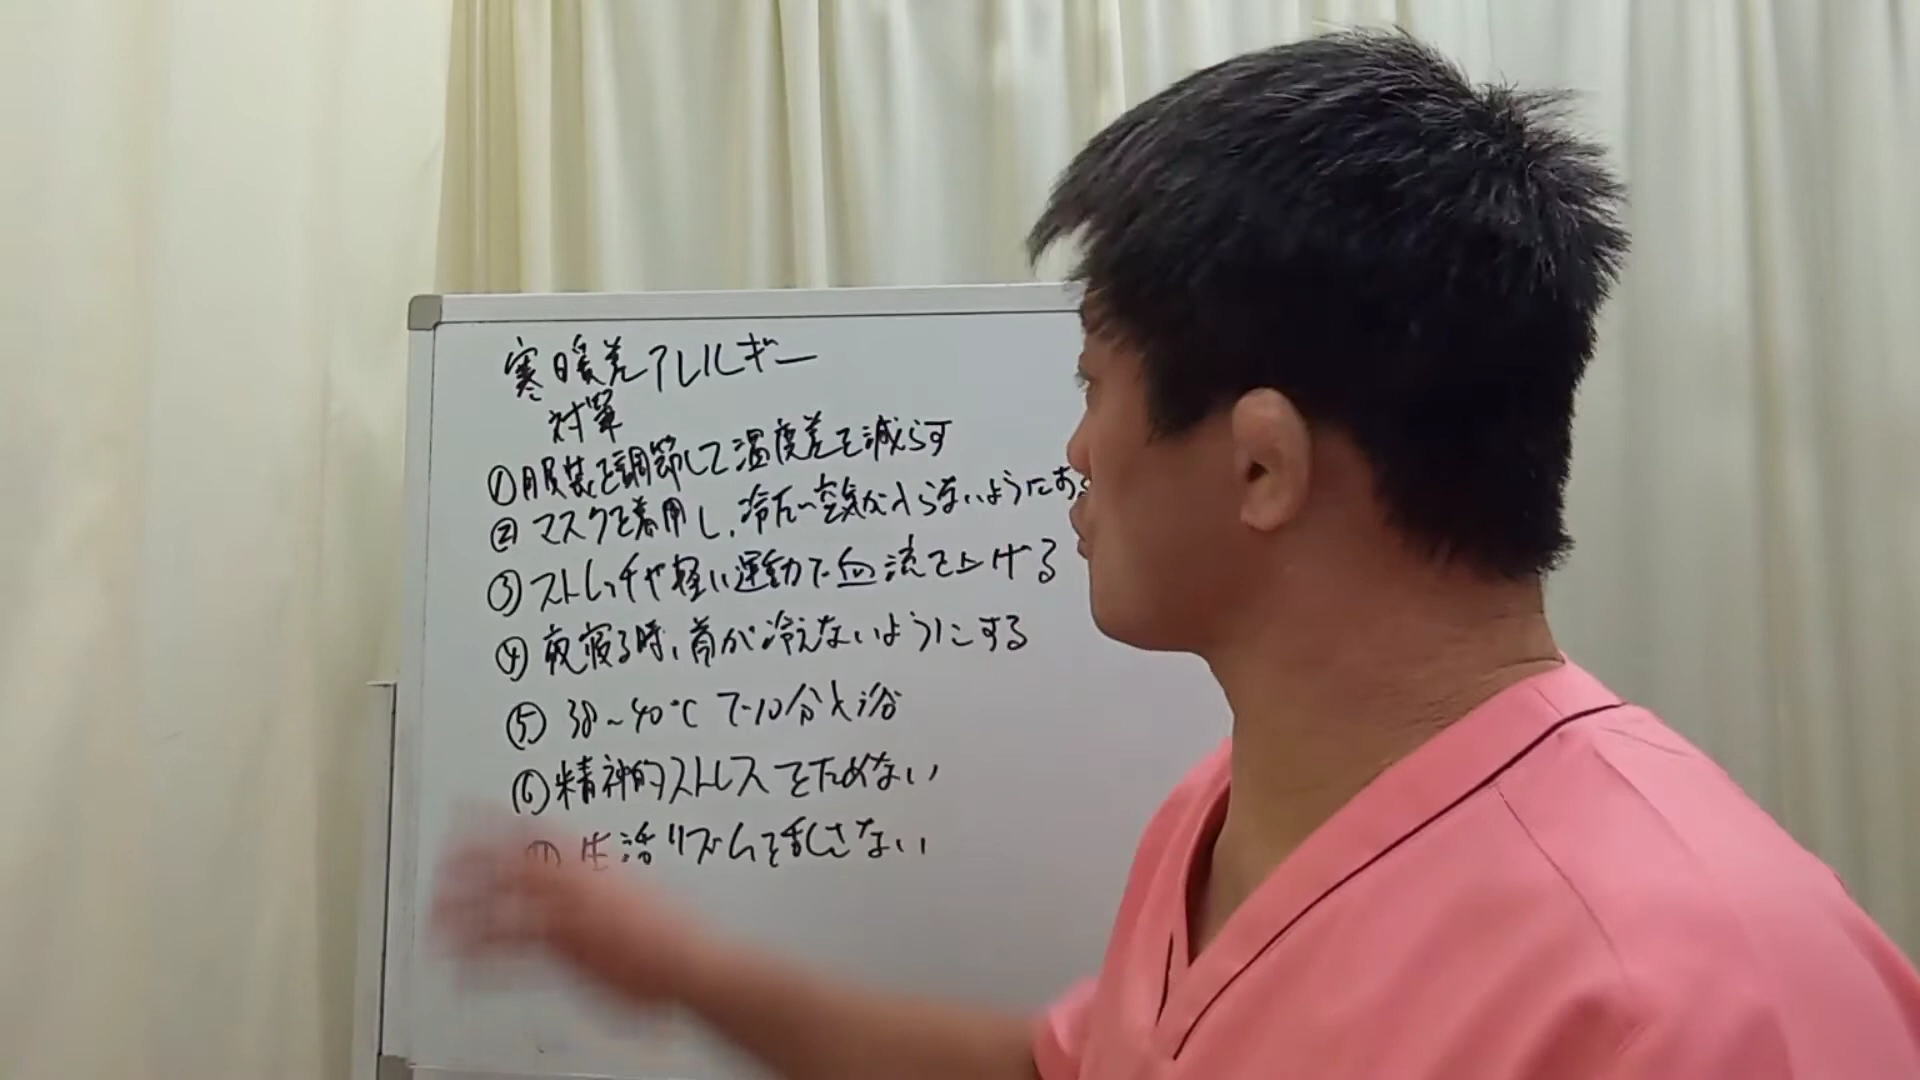 寒暖差アレルギー
対策
①服装を調節して温度差を減らす
②マスクを着用し、冷たい空気が入らないようにする
③ストレッチや軽い運動で血流を上げる
④夜寝る時、首が冷えないようにする
⑤38~40℃で10分入浴
⑥精神的ストレスをためない
⑦生活リズムを乱さない